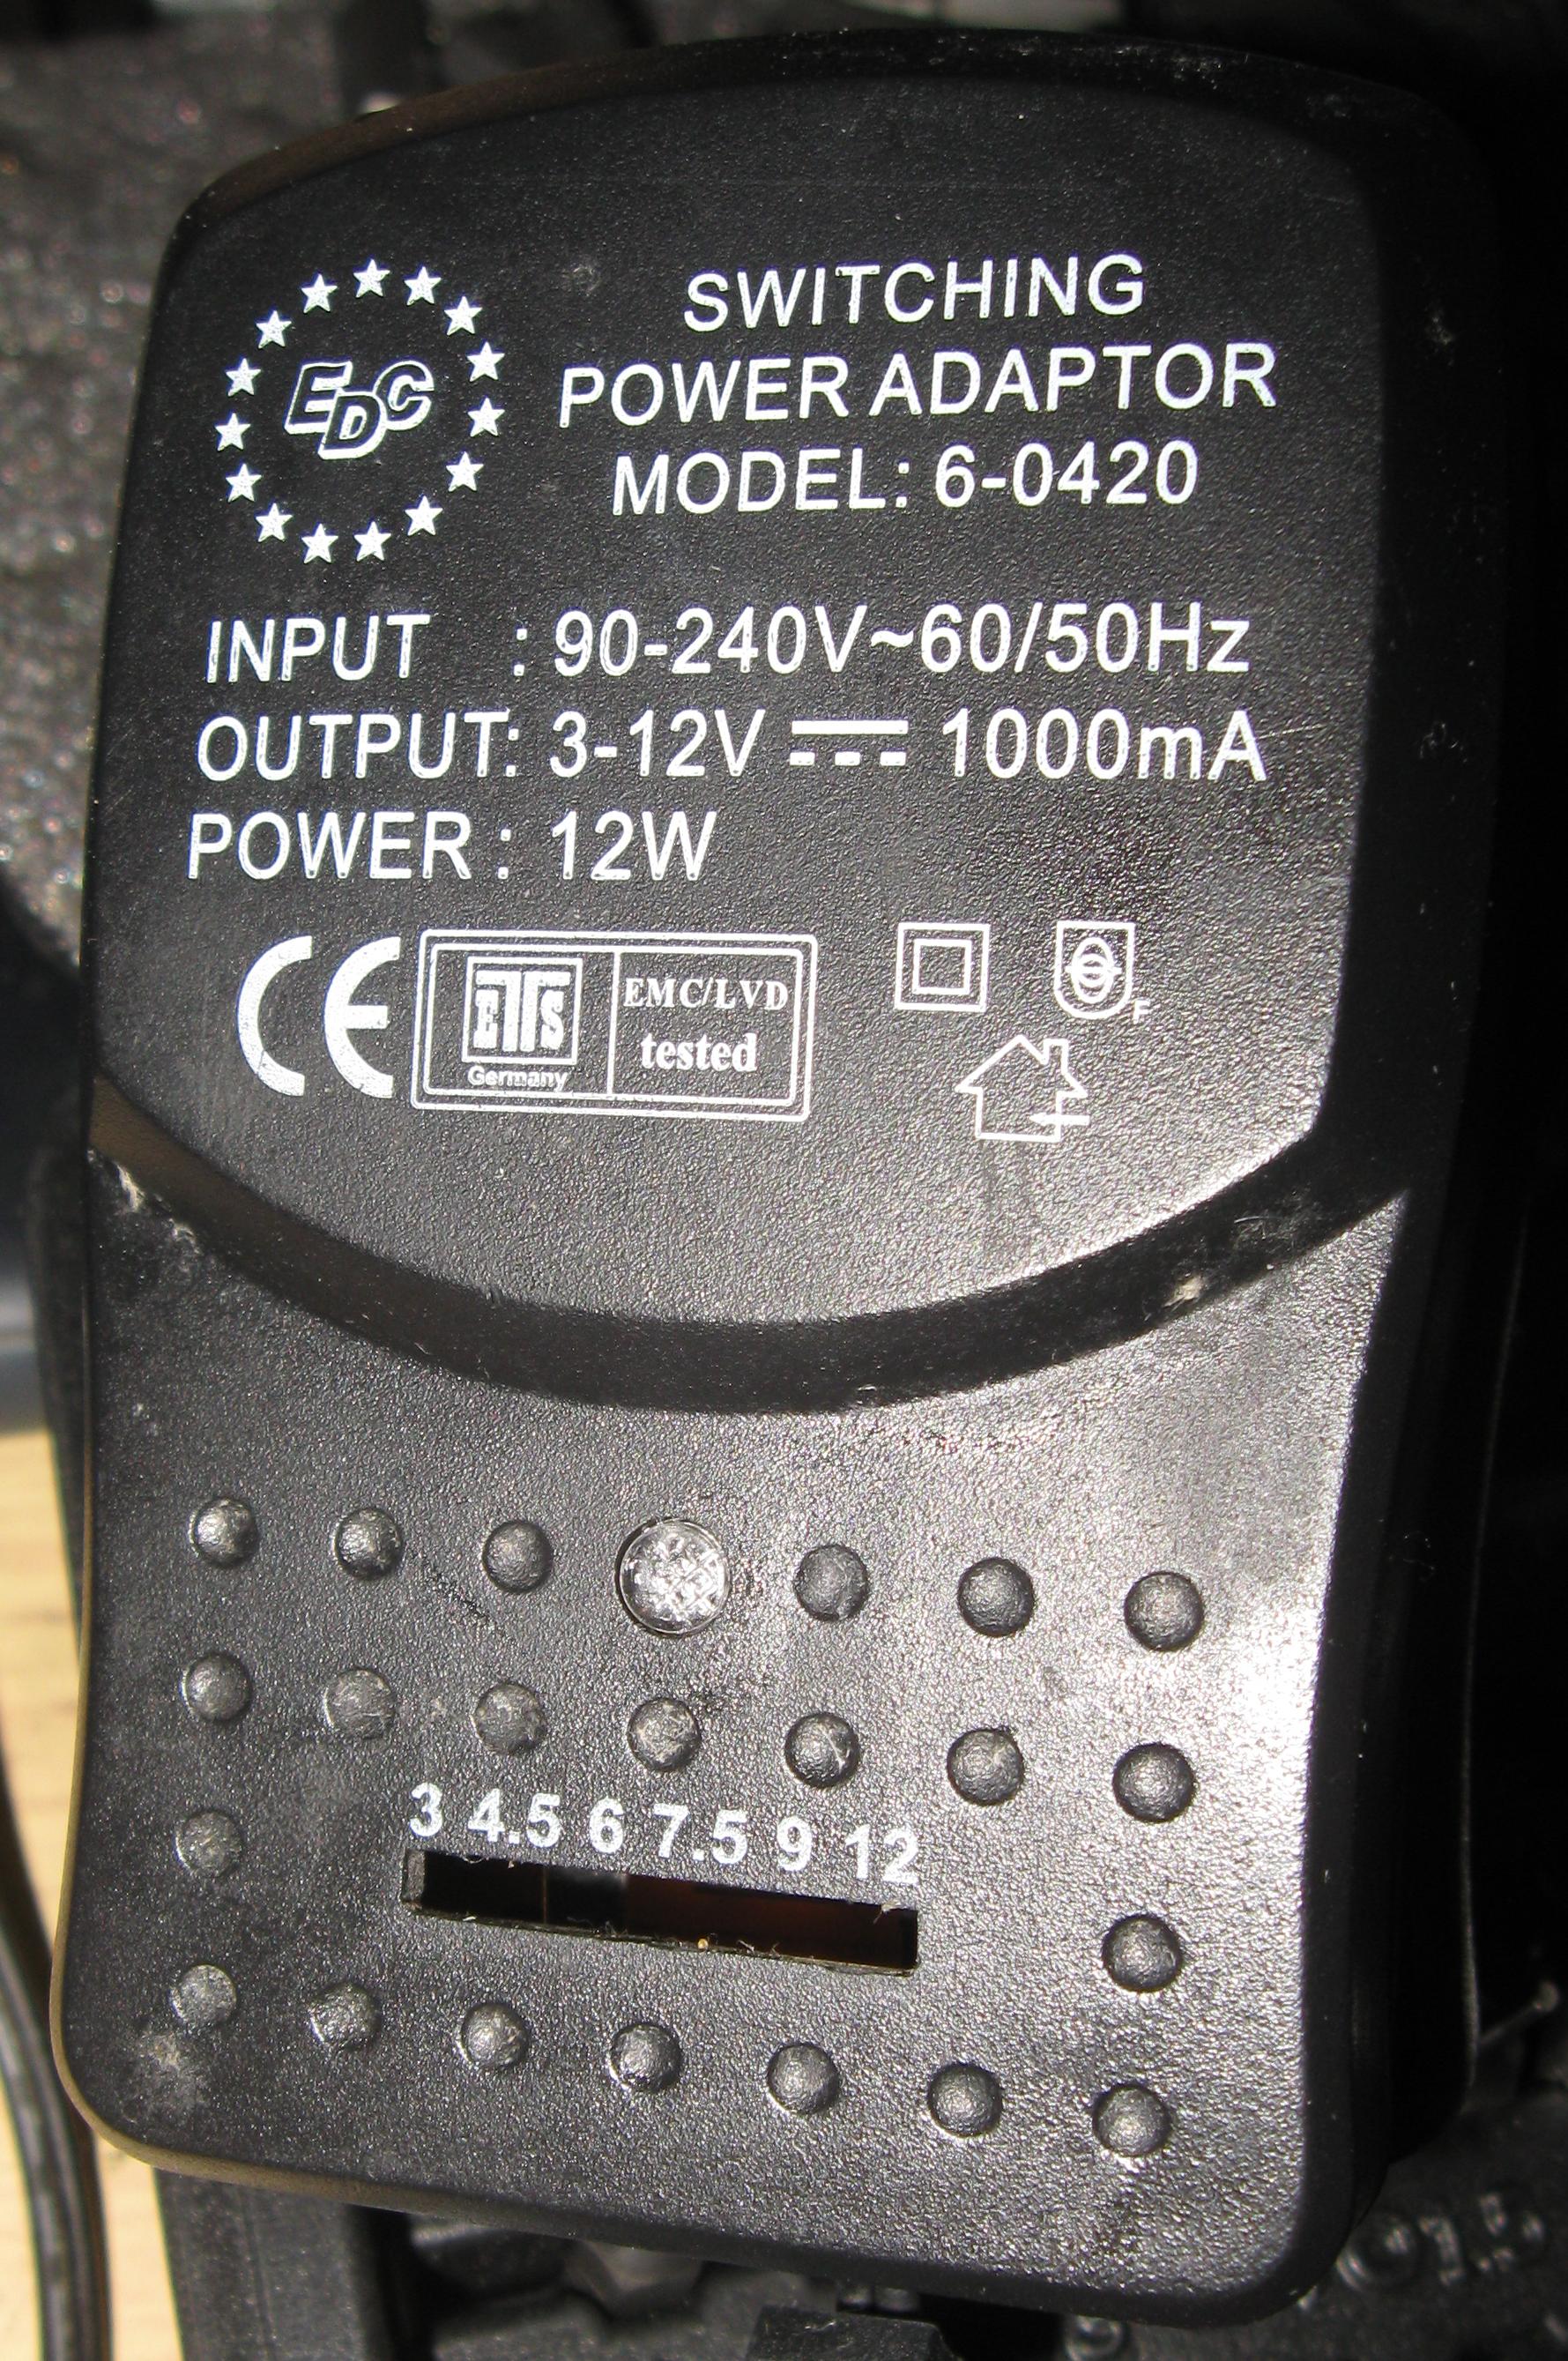 EDC
SWITCHING
POWER ADAPTOR
MODEL: 6-0420
INPUT : 90-240V~60/50Hz
OUTPUT: 3-12V ⎓ 1000mA
POWER : 12W
CE
ETS
Germany
EMC/LVD
tested
F
3 4.5 6 7.5 9 12